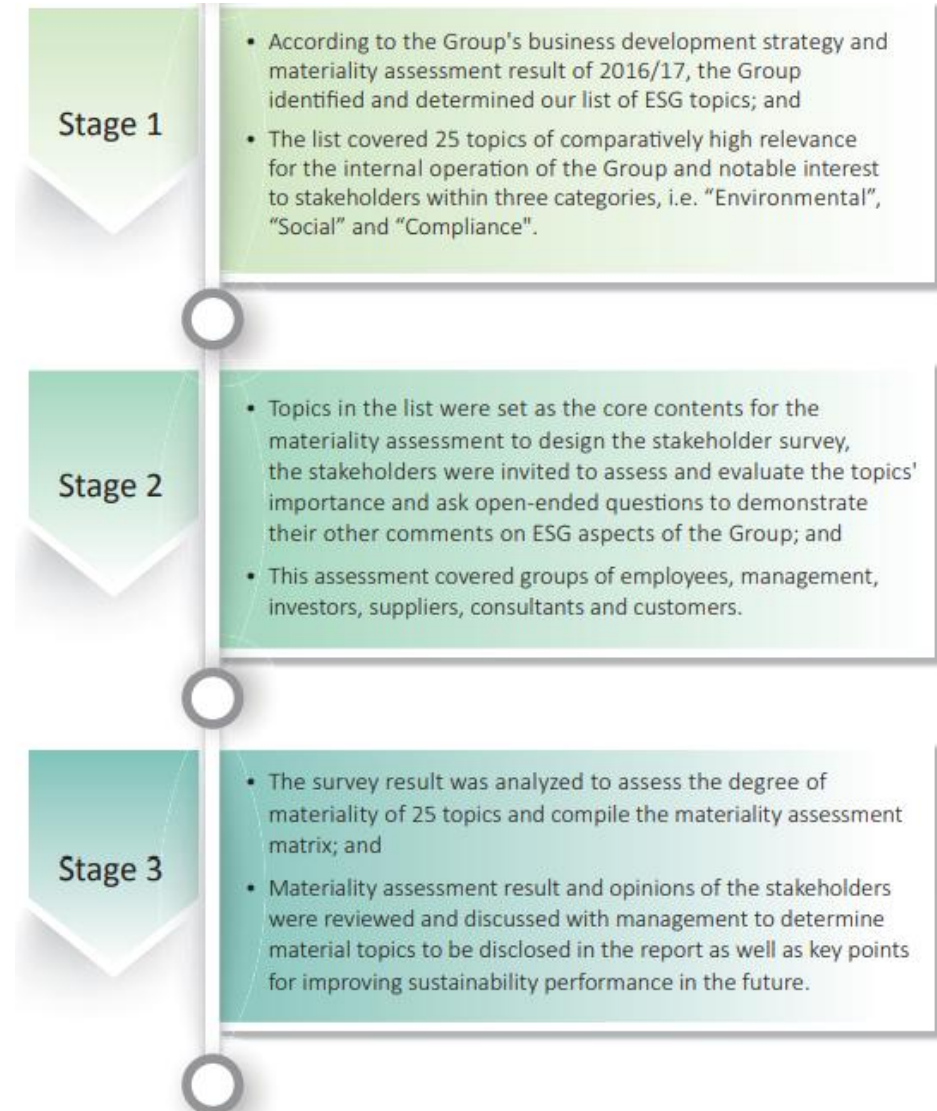 Stage 1
• According to the Group's business development strategy and
materiality assessment result of 2016/17, the Group
identified and determined our list of ESG topics; and
• The list covered 25 topics of comparatively high relevance
for the internal operation of the Group and notable interest
to stakeholders within three categories, i.e. “Environmental”,
“Social” and “Compliance".
Stage 2
• Topics in the list were set as the core contents for the
materiality assessment to design the stakeholder survey,
the stakeholders were invited to assess and evaluate the topics'
importance and ask open-ended questions to demonstrate
their other comments on ESG aspects of the Group; and
• This assessment covered groups of employees, management,
investors, suppliers, consultants and customers.
Stage 3
• The survey result was analyzed to assess the degree of
materiality of 25 topics and compile the materiality assessment
matrix; and
• Materiality assessment result and opinions of the stakeholders
were reviewed and discussed with management to determine
material topics to be disclosed in the report as well as key points
for improving sustainability performance in the future.